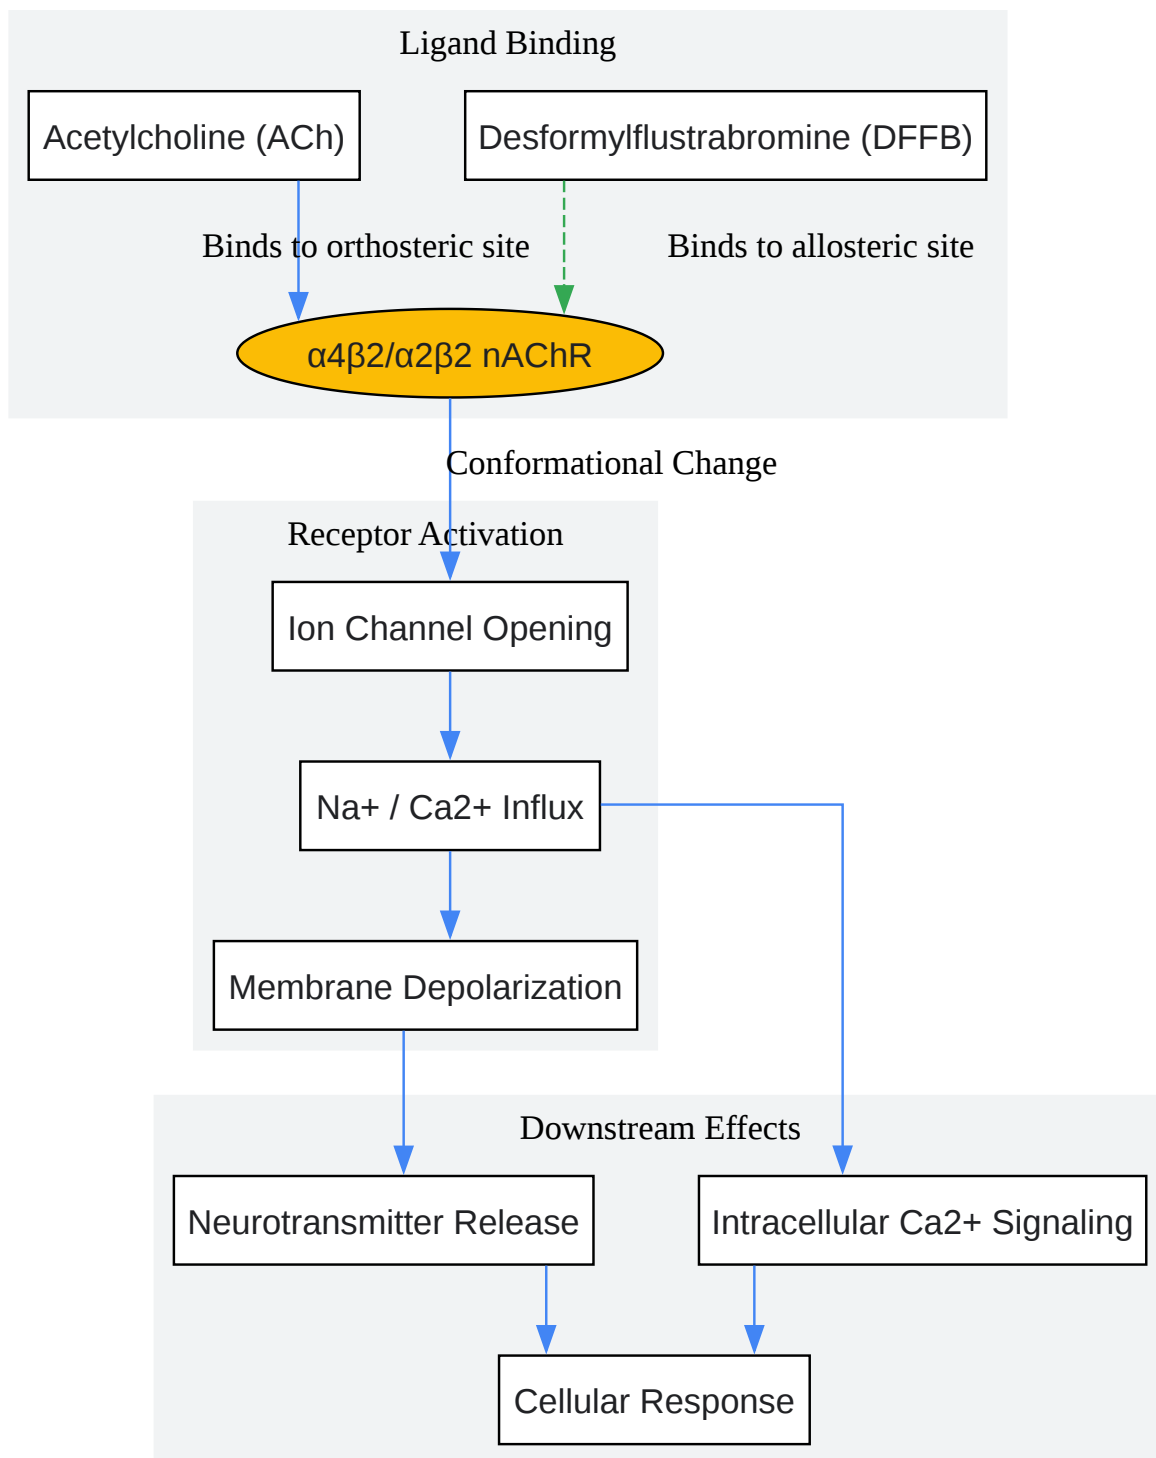 Ligand Binding
Acetylcholine (ACh)
Desformylflustrabromine (DFFB)
Binds to orthosteric site
Binds to allosteric site
α4β2/α2β2 nAChR
Conformational Change
Receptor Activation
Ion Channel Opening
Na+ / Ca2+ Influx
Membrane Depolarization
Downstream Effects
Neurotransmitter Release
Intracellular Ca2+ Signaling
Cellular Response